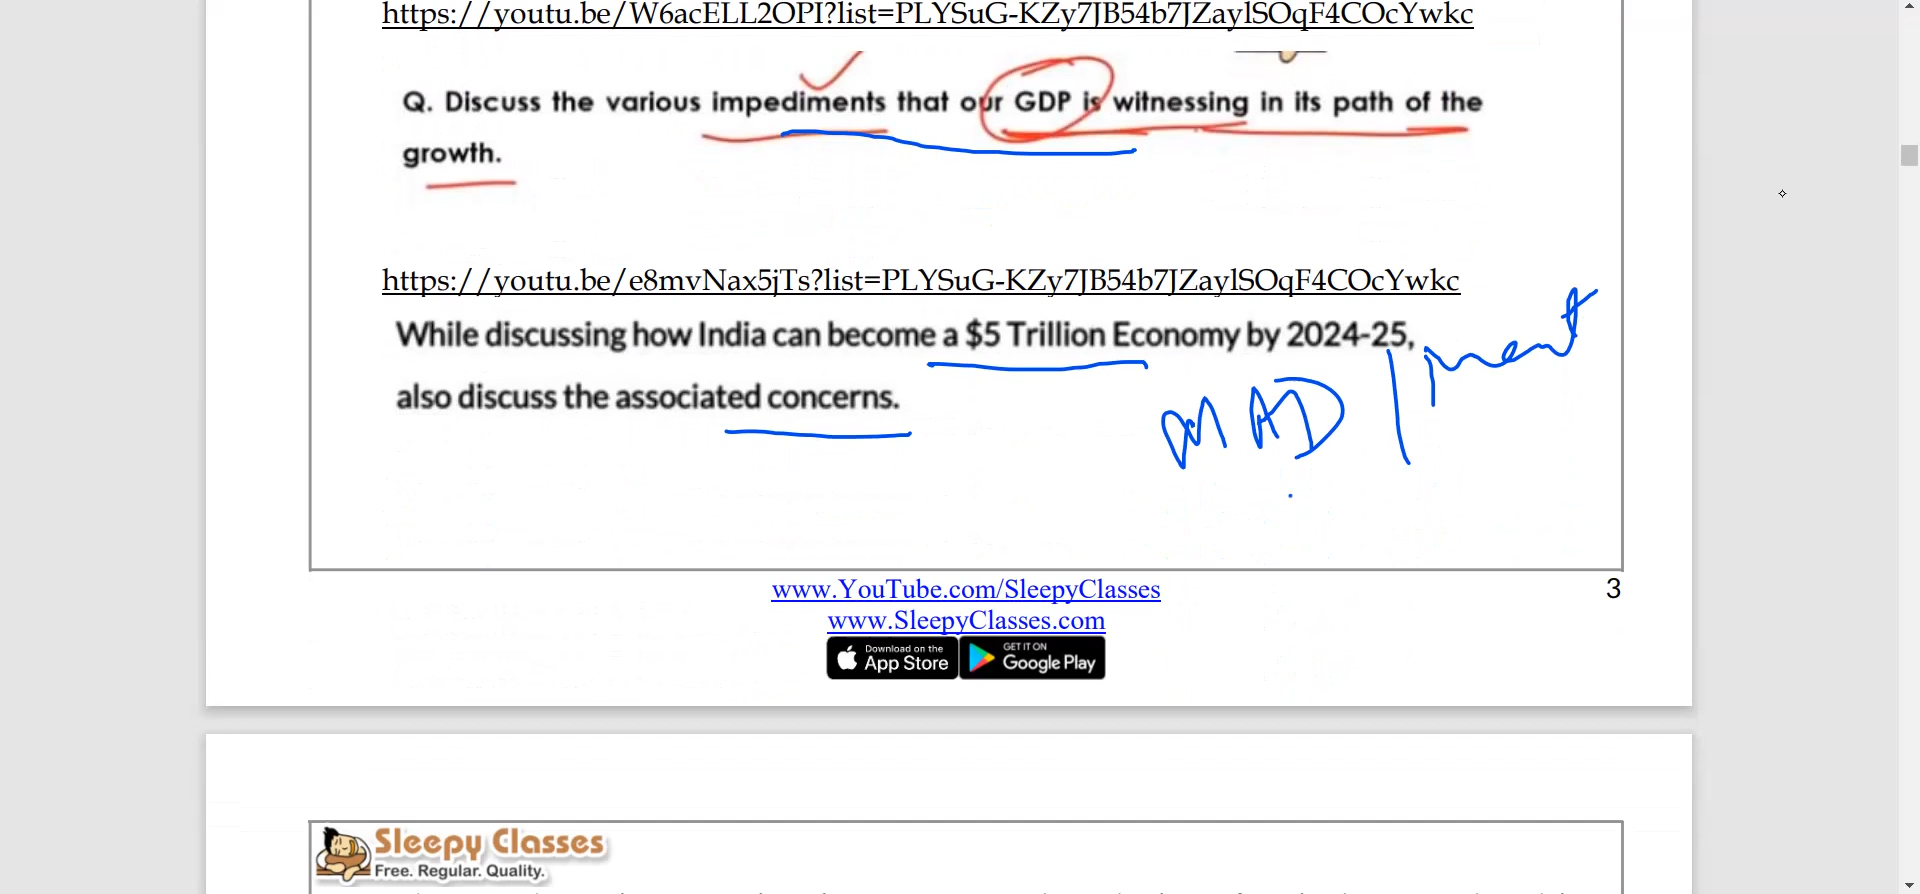 https://youtu.be/W6acELL2OPI?list=PLYSuG-KZy7JB54b7JZaylSOqF4COcYwkc
Q. Discuss the various impediments that our GDP is witnessing in its path of the
growth.
https://youtu.be/e8mvNax5jTs?list=PLYSuG-KZy7JB54b7JZaylSOqF4COcYwkc
While discussing how India can become a $5 Trillion Economy by 2024-25,
also discuss the associated concerns.
MAD
www.YouTube.com/SleepyClasses
3
www.SleepyClasses.com
Download on the App Store
GET IT ON Google Play
Sleepy Classes
Free. Regular. Quality.